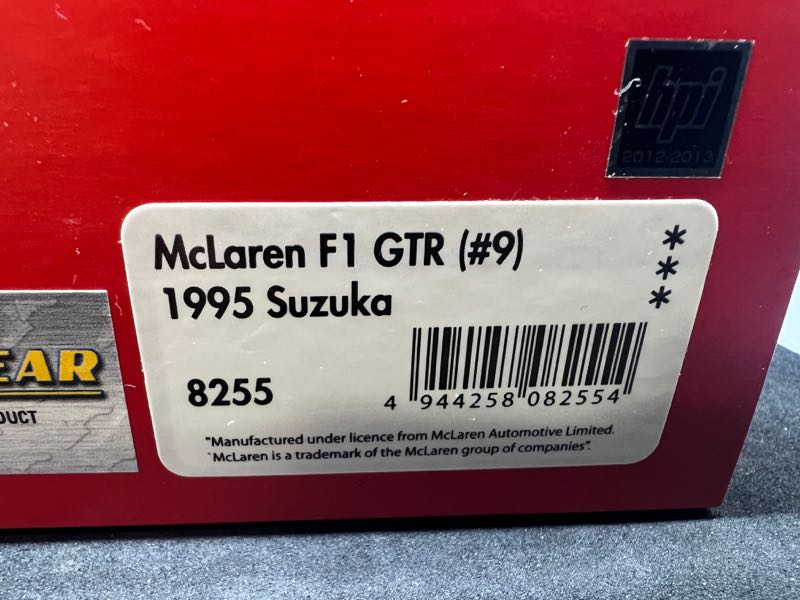 hpi
2012-2013
McLaren F1 GTR (#9)
1995 Suzuka
***
8255
4 944258 082554
"Manufactured under licence from McLaren Automotive Limited.
`McLaren is a trademark of the McLaren group of companies".
EAR
DUCT